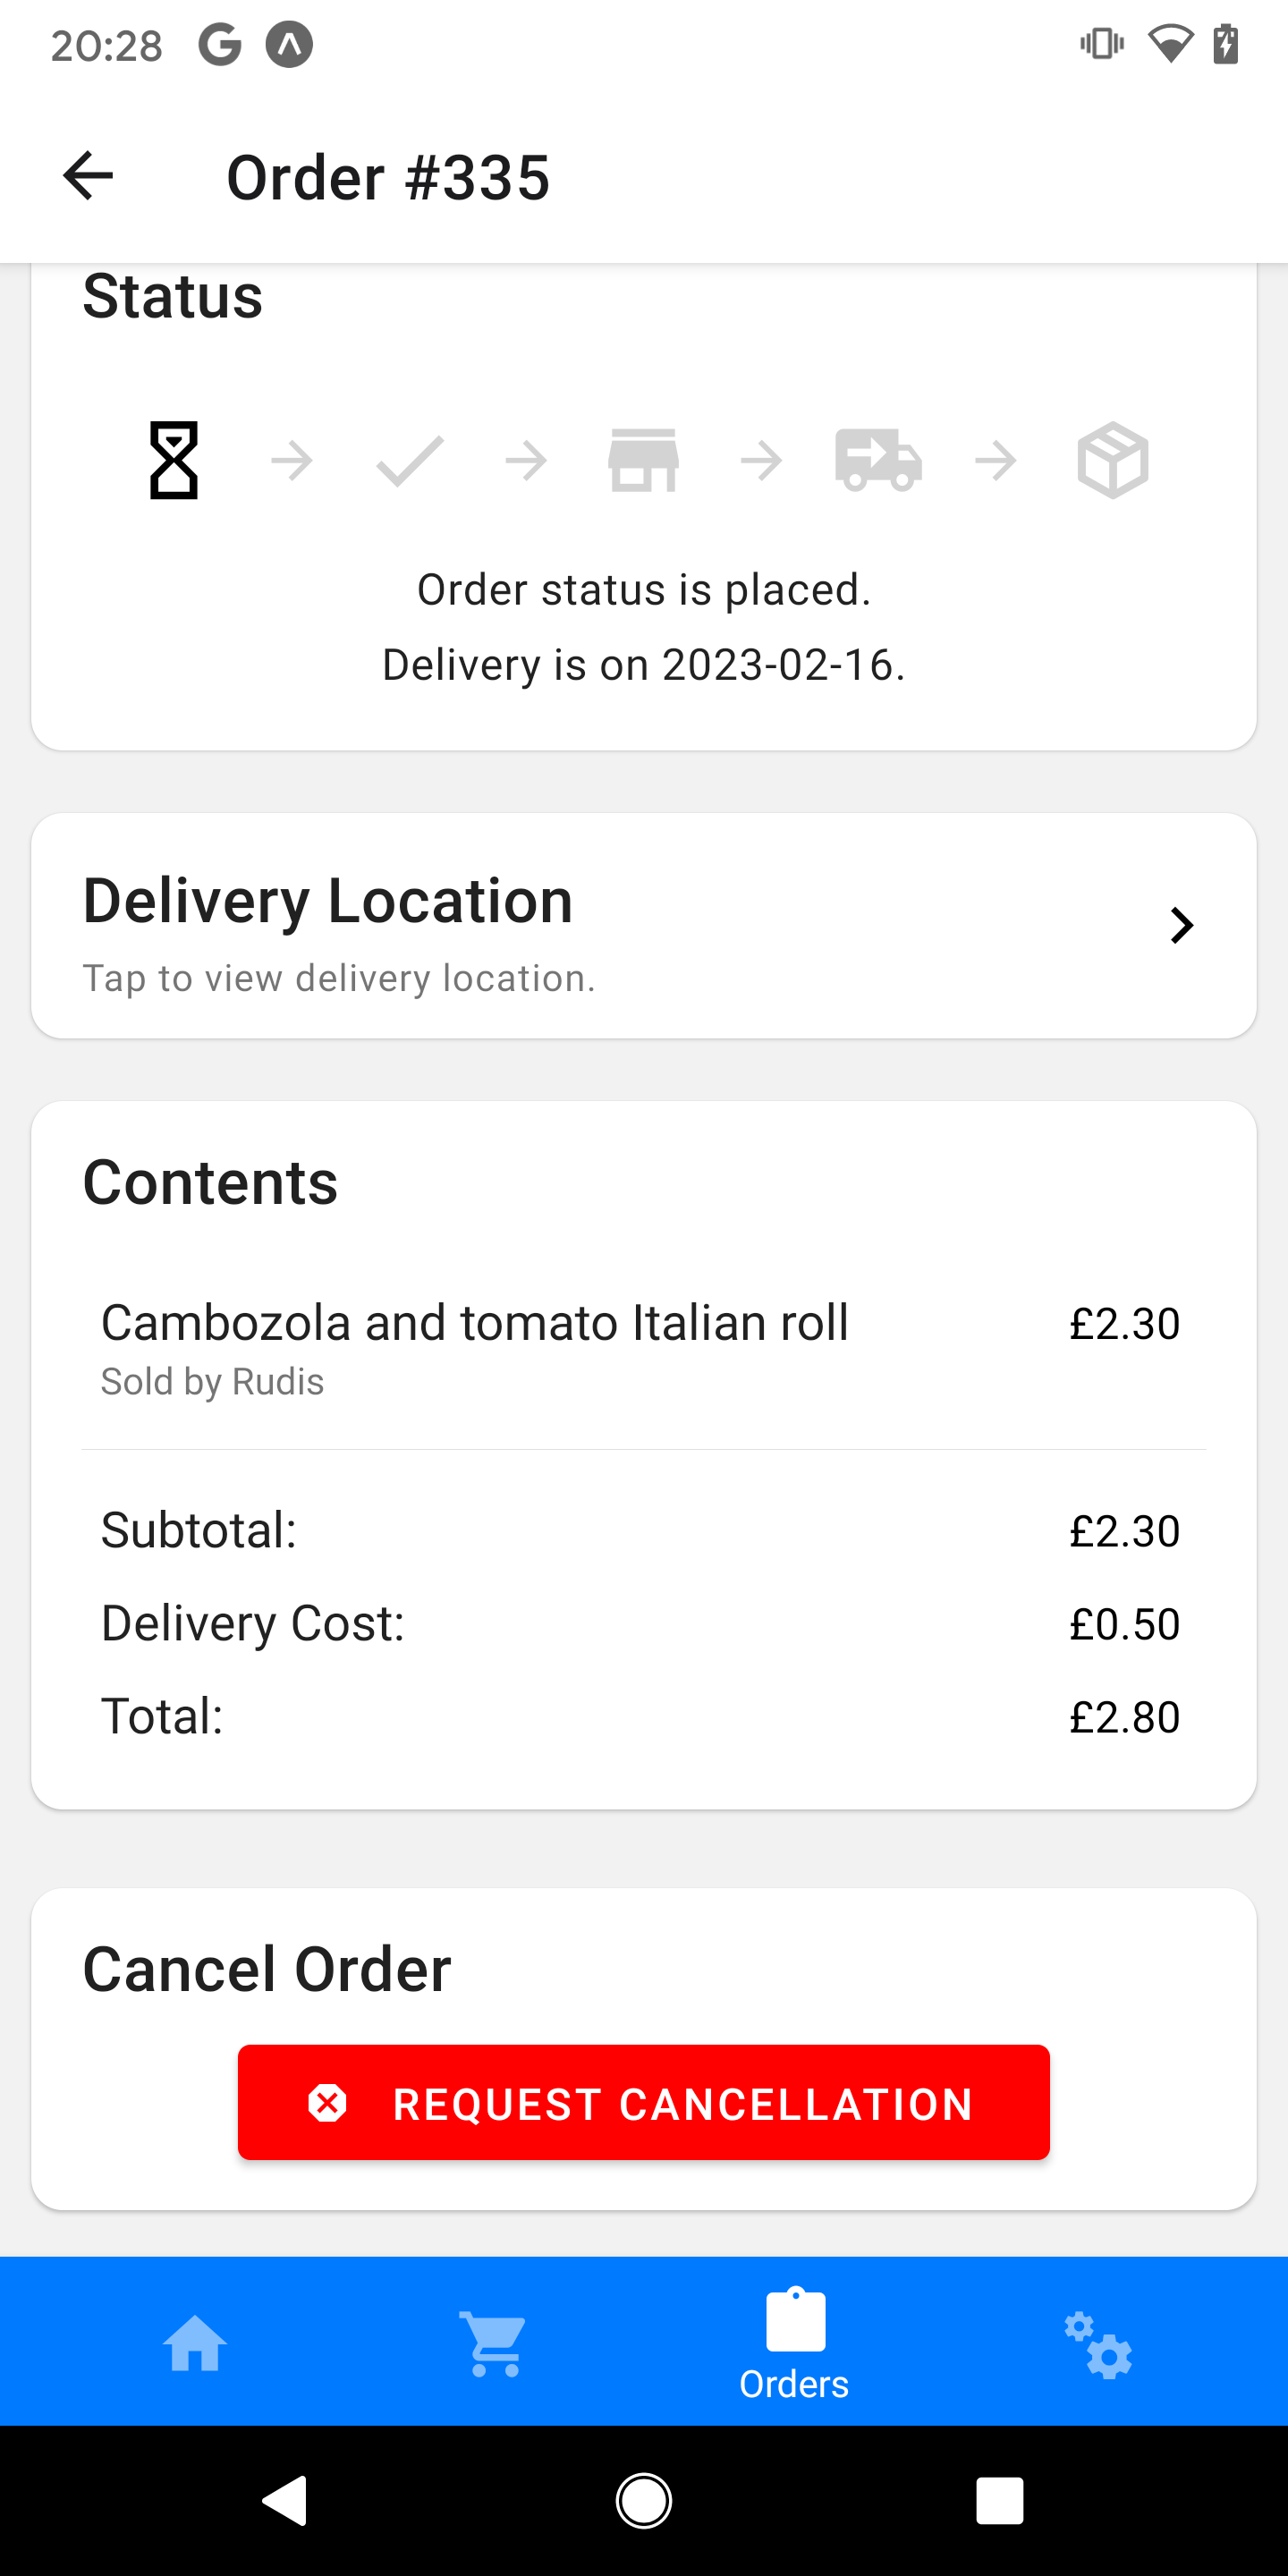 20:28
Order #335
Status
Order status is placed.
Delivery is on 2023-02-16.
Delivery Location
Tap to view delivery location.
Contents
Cambozola and tomato Italian roll £2.30
Sold by Rudis
Subtotal: £2.30
Delivery Cost: £0.50
Total: £2.80
Cancel Order
REQUEST CANCELLATION
Orders